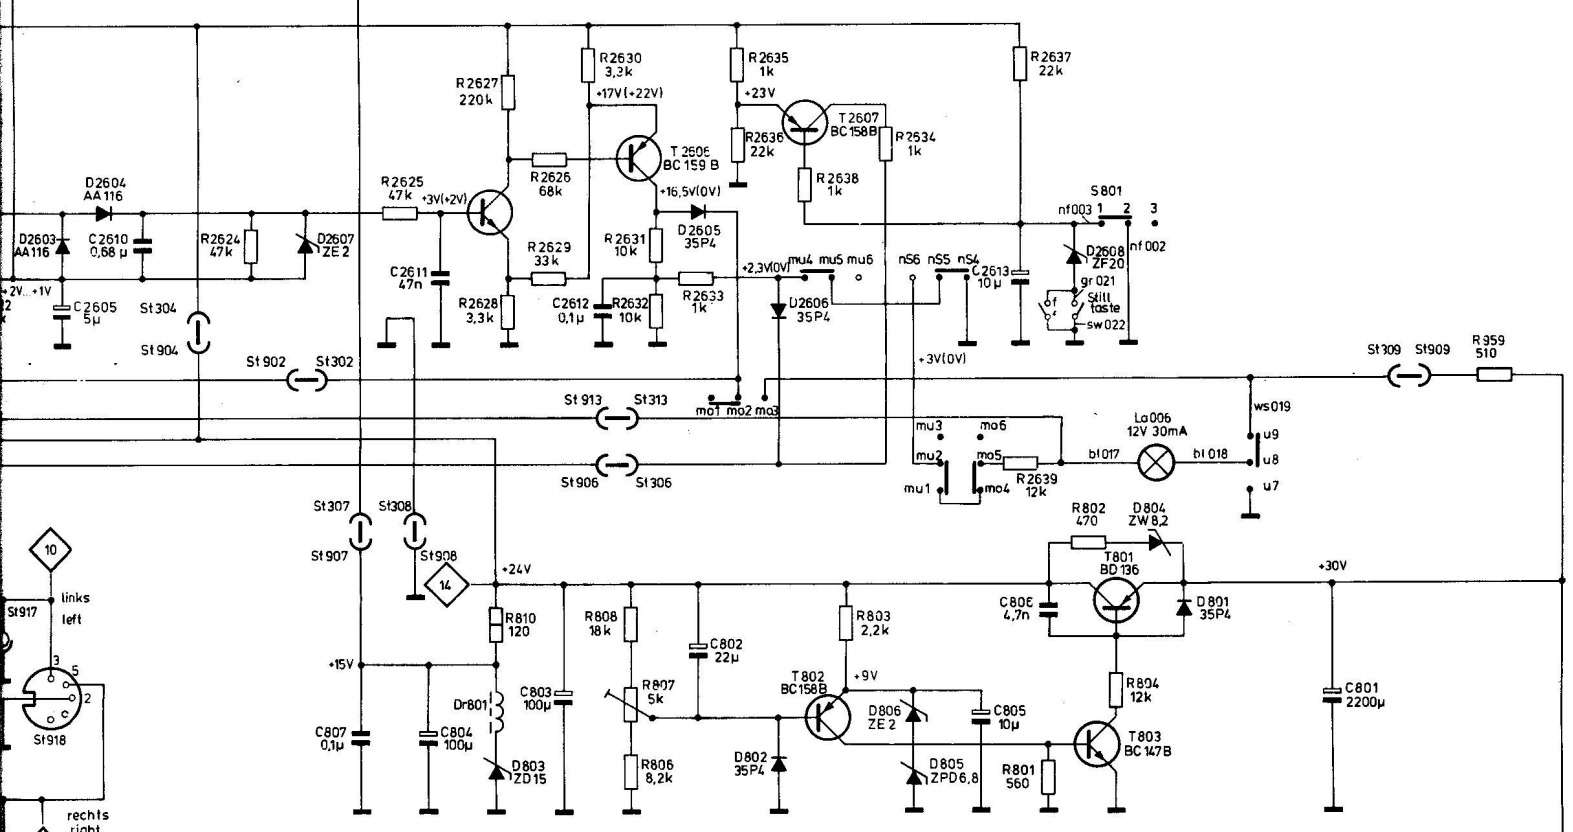 R2630
3,3k
R2635
1k
R2637
22k
R2627
220k
+17V(+22V)
+23V
T2607
BC158B
R2636
22k
R2634
1k
T2606
BC159B
R2626
68k
R2638
1k
D2604
AA116
R2625
47k
+3V(+2V)
+16,5V(0V)
S801
nf003
1
2
3
D2603
AA116
C2610
0,68µ
R2624
47k
D2607
ZE2
D2605
35P4
R2631
10k
R2629
33k
nf002
D2608
ZF20
mu4
mu5
mu6
nS6
nS5
nS4
C2611
47n
+2,3V(0V)
C2613
10µ
gr021
+2V...+1V
C2605
5µ
St304
R2628
3,3k
C2612
0,1µ
R2632
10k
R2633
1k
D2606
35P4
f
Still
taste
sw022
St904
St902
St302
+3V(0V)
St309
St909
R959
510
St913
St313
mo1
mo2
mo3
ws019
La006
12V 30mA
mu3
mo6
u9
mu2
mo5
bl017
bl018
u8
St906
St306
R2639
12k
mu1
mo4
u7
St307
St308
R802
470
D804
ZW8,2
10
St907
St908
14
+24V
T801
BD136
+30V
links
left
St917
R810
120
R808
18k
C802
22µ
R803
2,2k
C806
4,7n
D801
35P4
3
5
2
+15V
R807
5k
T802
BC158B
+9V
R804
12k
Dr801
C803
100µ
D806
ZE2
C805
10µ
C801
2200µ
St918
C807
0,1µ
C804
100µ
T803
BC147B
D803
ZD15
R806
8,2k
D802
35P4
D805
ZPD6,8
R801
560
rechts
right